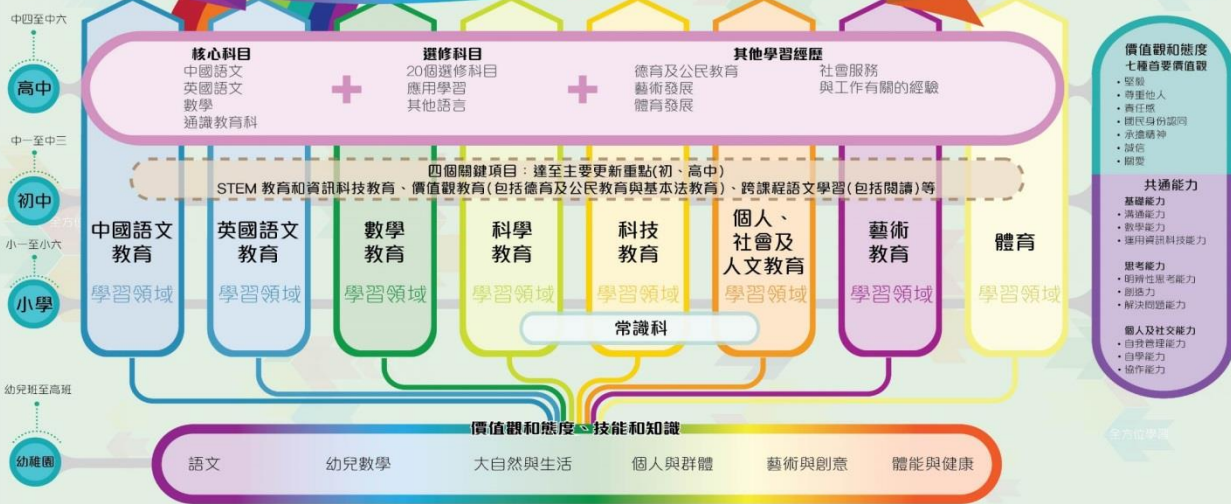 中四至中六
高中
核心科目
中國語文
英國語文
數學
通識教育科
+
選修科目
20個選修科目
應用學習
其他語言
+
其他學習經歷
德育及公民教育
藝術發展
體育發展
社會服務
與工作有關的經驗
中一至中三
初中
四個關鍵項目：達至主要更新重點(初、高中)
STEM 教育和資訊科技教育、價值觀教育(包括德育及公民教育與基本法教育)、跨課程語文學習(包括閱讀)等
小一至小六
小學
中國語文
教育
學習領域
英國語文
教育
學習領域
數學
教育
學習領域
科學
教育
學習領域
科技
教育
學習領域
個人、
社會及
人文教育
學習領域
藝術
教育
學習領域
體育
學習領域
常識科
幼兒班至高班
幼稚園
價值觀和態度、技能和知識
語文
幼兒數學
大自然與生活
個人與群體
藝術與創意
體能與健康
價值觀和態度
七種首要價值觀
• 堅毅
• 尊重他人
• 責任感
• 國民身份認同
• 承擔精神
• 誠信
• 關愛
共通能力
基礎能力
• 溝通能力
• 數學能力
• 運用資訊科技能力
思考能力
• 明辨性思考能力
• 創造力
• 解決問題能力
個人及社交能力
• 自我管理能力
• 自學能力
• 協作能力